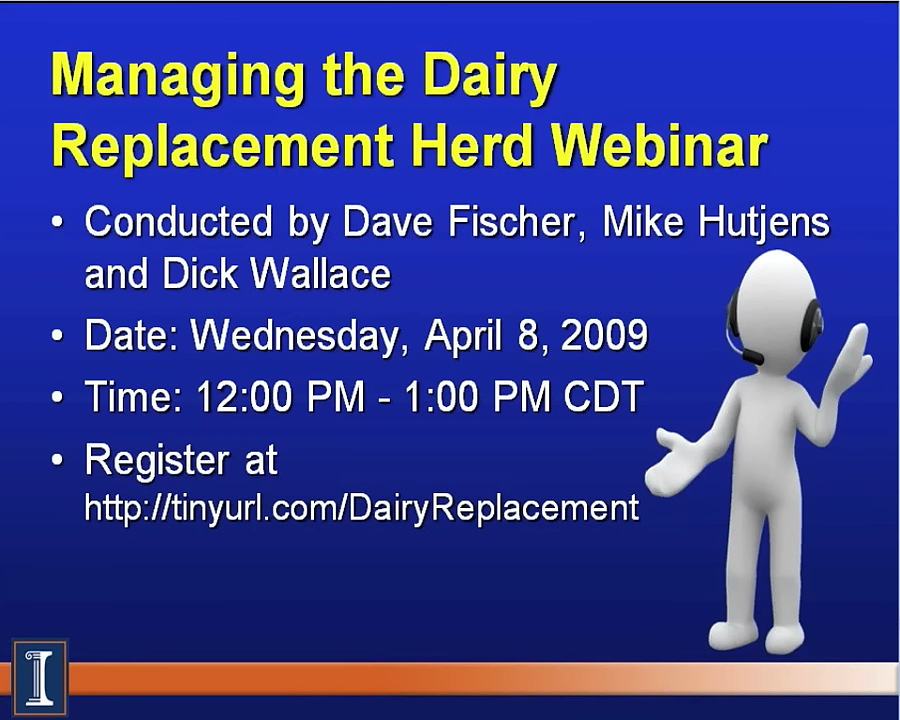 Managing the Dairy
Replacement Herd Webinar
• Conducted by Dave Fischer, Mike Hutjens
and Dick Wallace
• Date: Wednesday, April 8, 2009
• Time: 12:00 PM - 1:00 PM CDT
• Register at
http://tinyurl.com/DairyReplacement
I